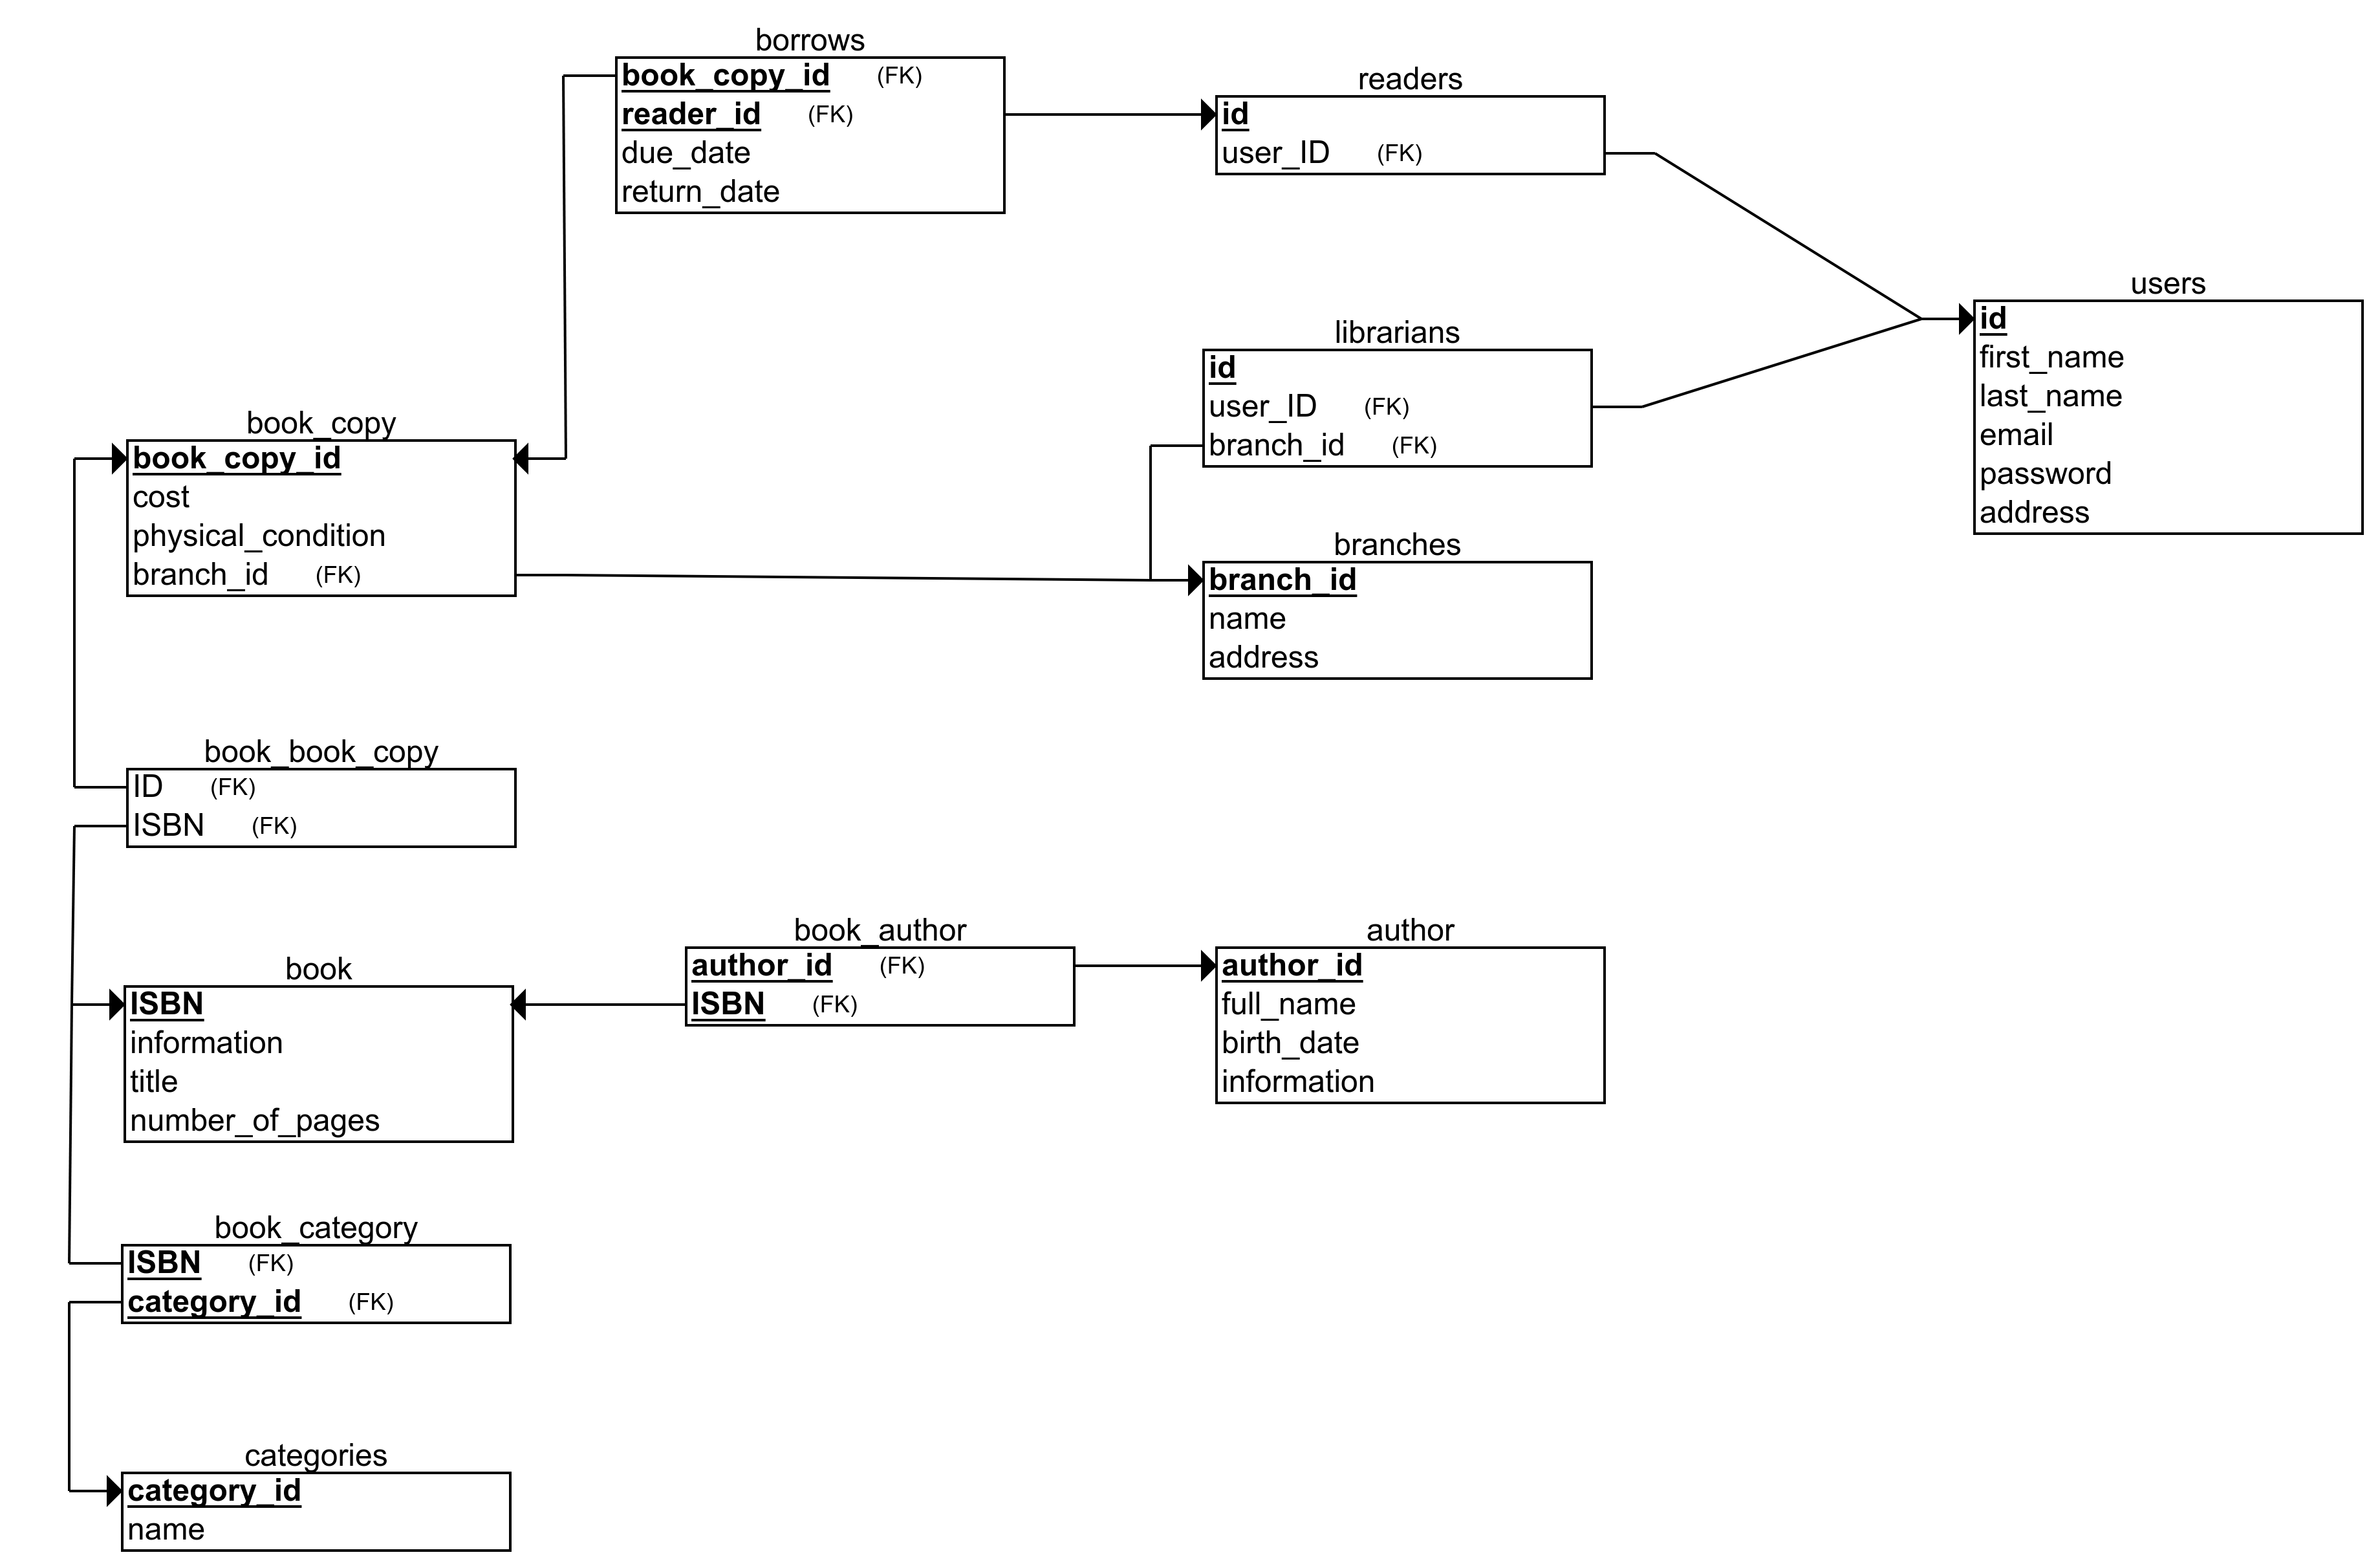 borrows
book_copy_id (FK)
reader_id (FK)
due_date
return_date
readers
id
user_ID (FK)
users
id
first_name
last_name
email
password
address
librarians
id
user_ID (FK)
branch_id (FK)
book_copy
book_copy_id
cost
physical_condition
branch_id (FK)
branches
branch_id
name
address
book_book_copy
ID (FK)
ISBN (FK)
book_author
author_id (FK)
ISBN (FK)
author
author_id
full_name
birth_date
information
book
ISBN
information
title
number_of_pages
book_category
ISBN (FK)
category_id (FK)
categories
category_id
name